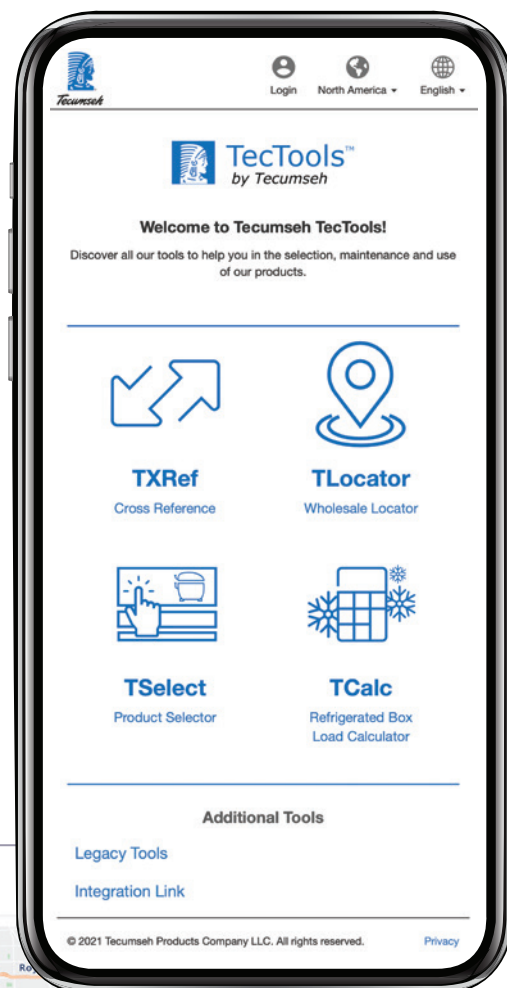 Tecumseh
Login
North America
English
TecTools™
by Tecumseh
Welcome to Tecumseh TecTools!
Discover all our tools to help you in the selection, maintenance and use
of our products.
TXRef
Cross Reference
TLocator
Wholesale Locator
TSelect
Product Selector
TCalc
Refrigerated Box
Load Calculator
Additional Tools
Legacy Tools
Integration Link
© 2021 Tecumseh Products Company LLC. All rights reserved.
Privacy